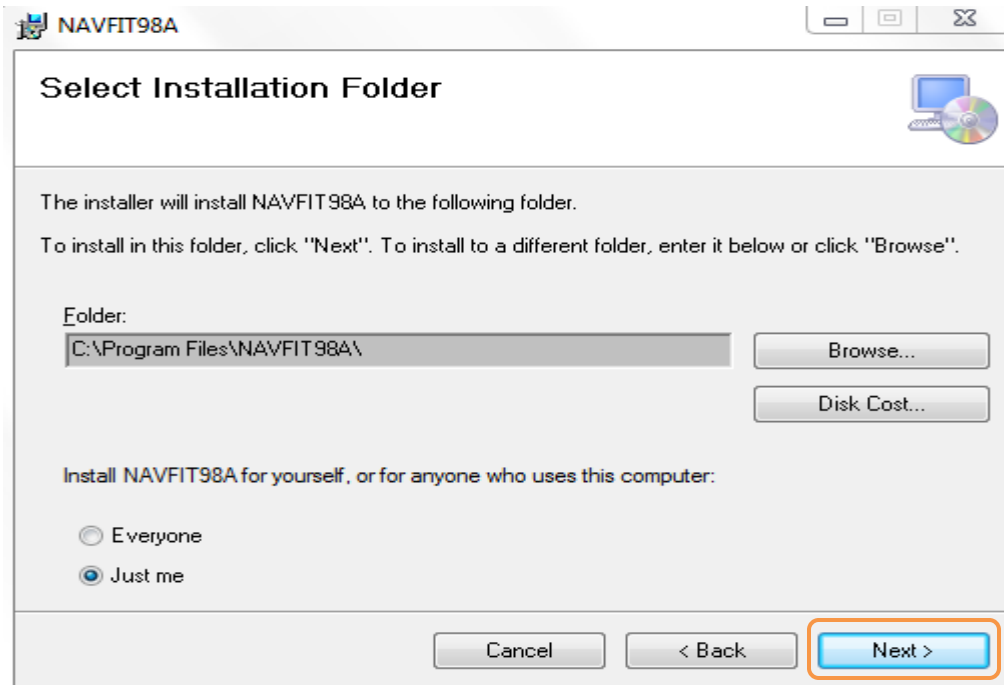 NAVFIT98A
Select Installation Folder
The installer will install NAVFIT98A to the following folder.
To install in this folder, click "Next". To install to a different folder, enter it below or click "Browse".
Folder:
C:\Program Files\NAVFIT98A\
Browse...
Disk Cost...
Install NAVFIT98A for yourself, or for anyone who uses this computer:
Everyone
Just me
Cancel
< Back
Next >